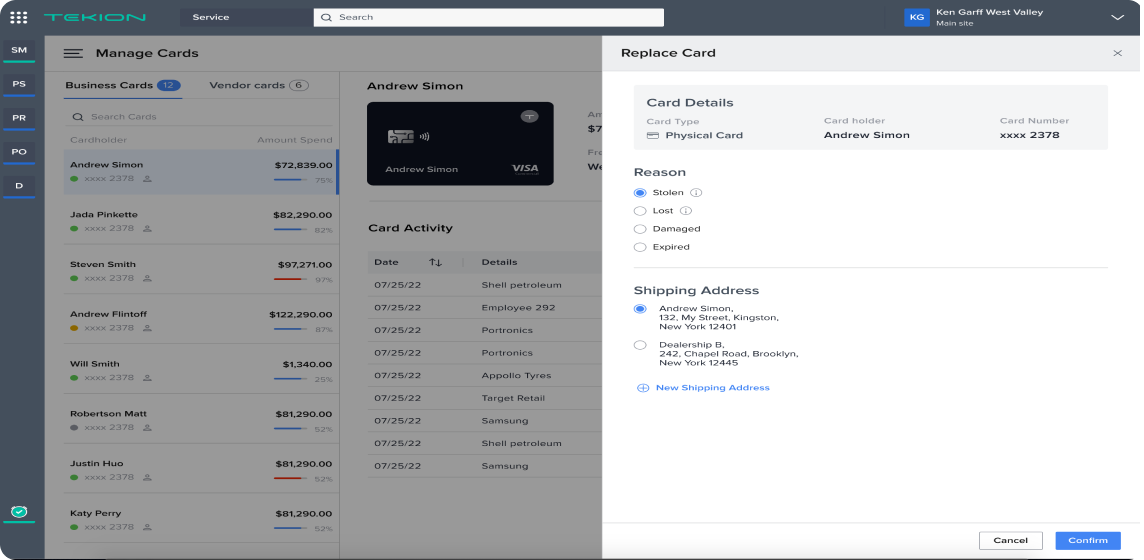 TEKION
Service
Search
KG
Ken Garff West Valley
Main site
SM
PS
PR
PO
D
Manage Cards
Business Cards 12
Vendor cards 6
Search Cards
Cardholder Amount Spend
Andrew Simon $72,839.00
xxxx 2378 75%
Jada Pinkette $82,290.00
xxxx 2378 82%
Steven Smith $97,271.00
xxxx 2378 97%
Andrew Flintoff $122,290.00
xxxx 2378 87%
Will Smith $1,340.00
xxxx 2378 25%
Robertson Matt $81,290.00
xxxx 2378 52%
Justin Huo $81,290.00
xxxx 2378 52%
Katy Perry $81,290.00
xxxx 2378 52%
Andrew Simon
Andrew Simon VISA
Am
$7
Fre
We
Card Activity
Date Details
07/25/22 Shell petroleum
07/25/22 Employee 292
07/25/22 Portronics
07/25/22 Portronics
07/25/22 Appollo Tyres
07/25/22 Target Retail
07/25/22 Samsung
07/25/22 Shell petroleum
07/25/22 Samsung
Replace Card
Card Details
Card Type Card holder Card Number
Physical Card Andrew Simon xxxx 2378
Reason
Stolen
Lost
Damaged
Expired
Shipping Address
Andrew Simon,
132, My Street, Kingston,
New York 12401
Dealership B,
242, Chapel Road, Brooklyn,
New York 12445
New Shipping Address
Cancel
Confirm